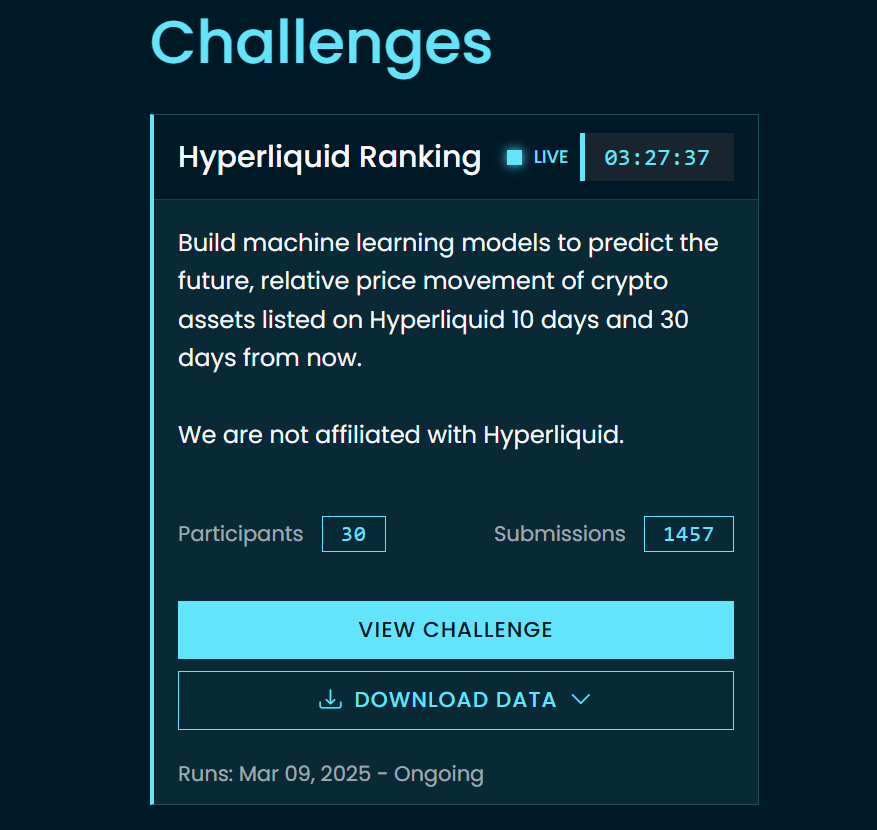 Challenges
Hyperliquid Ranking LIVE 03:27:37
Build machine learning models to predict the
future, relative price movement of crypto
assets listed on Hyperliquid 10 days and 30
days from now.
We are not affiliated with Hyperliquid.
Participants 30 Submissions 1457
VIEW CHALLENGE
DOWNLOAD DATA
Runs: Mar 09, 2025 - Ongoing